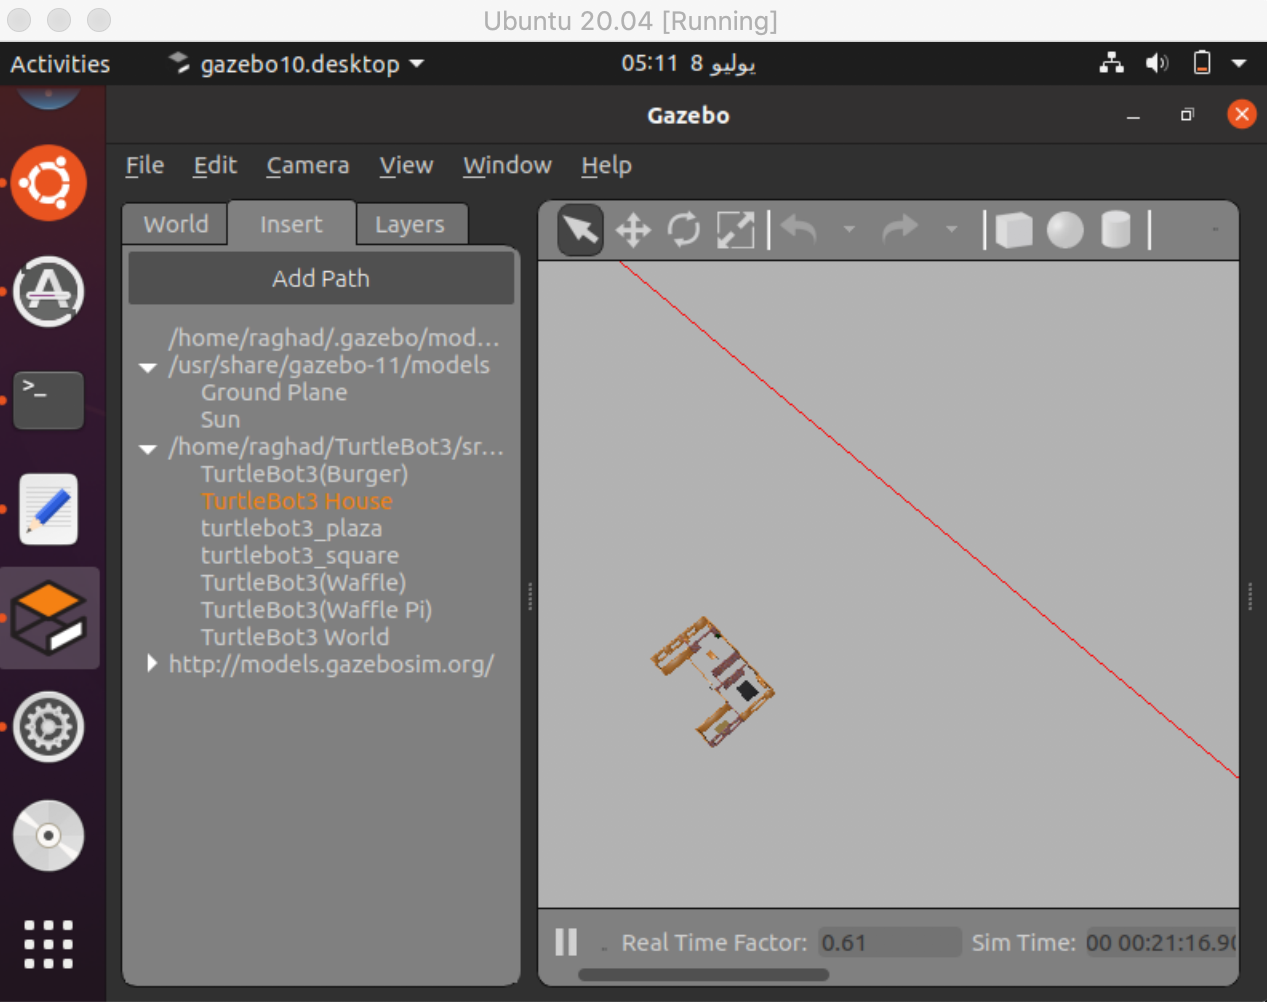 Ubuntu 20.04 [Running]
Activities gazebo10.desktop 05:11 8 يوليو
Gazebo
File Edit Camera View Window Help
World Insert Layers
Add Path
/home/raghad/.gazebo/mod...
/usr/share/gazebo-11/models
Ground Plane
Sun
/home/raghad/TurtleBot3/sr...
TurtleBot3(Burger)
TurtleBot3 House
turtlebot3_plaza
turtlebot3_square
TurtleBot3(Waffle)
TurtleBot3(Waffle Pi)
TurtleBot3 World
http://models.gazebosim.org/
Real Time Factor: 0.61 Sim Time: 00 00:21:16.90